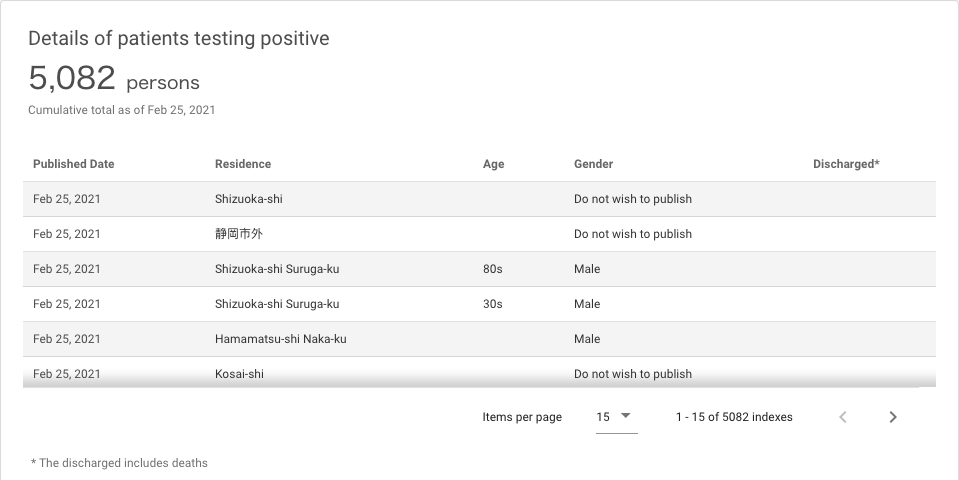 Details of patients testing positive
5,082 persons
Cumulative total as of Feb 25, 2021
Published Date Residence Age Gender Discharged*
Feb 25, 2021 Shizuoka-shi Do not wish to publish
Feb 25, 2021 静岡市外 Do not wish to publish
Feb 25, 2021 Shizuoka-shi Suruga-ku 80s Male
Feb 25, 2021 Shizuoka-shi Suruga-ku 30s Male
Feb 25, 2021 Hamamatsu-shi Naka-ku Male
Feb 25, 2021 Kosai-shi Do not wish to publish
Items per page 15 1 - 15 of 5082 indexes
* The discharged includes deaths